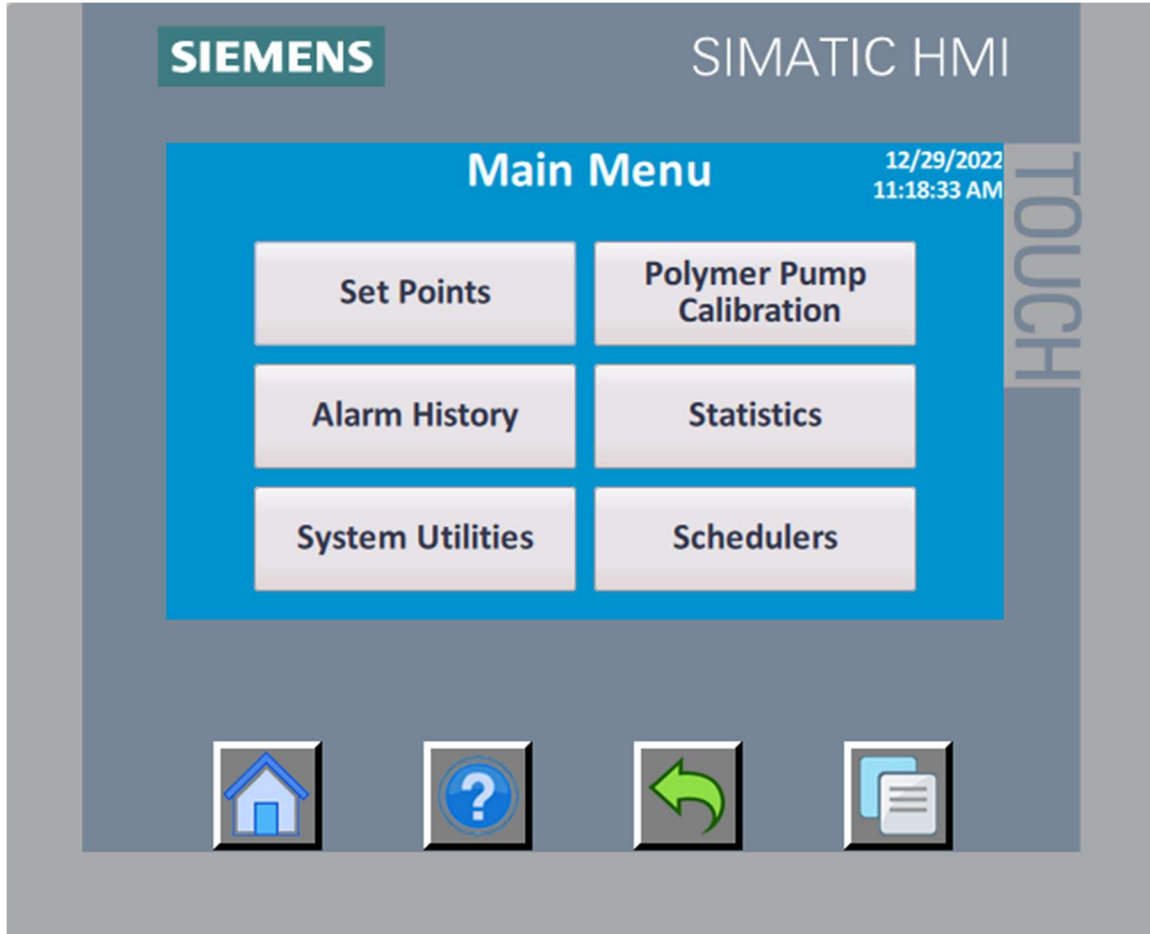 SIEMENS
SIMATIC HMI
Main Menu
12/29/2022
11:18:33 AM
TOUCH
Set Points
Polymer Pump
Calibration
Alarm History
Statistics
System Utilities
Schedulers
?